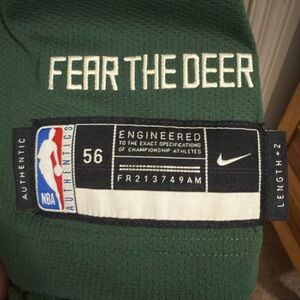 FEAR THE DEER
AUTHENTIC
NBA
AUTHENTICS
56
ENGINEERED
TO THE EXACT SPECIFICATIONS
OF CHAMPIONSHIP ATHLETES
FR213749AM
LENGTH +2